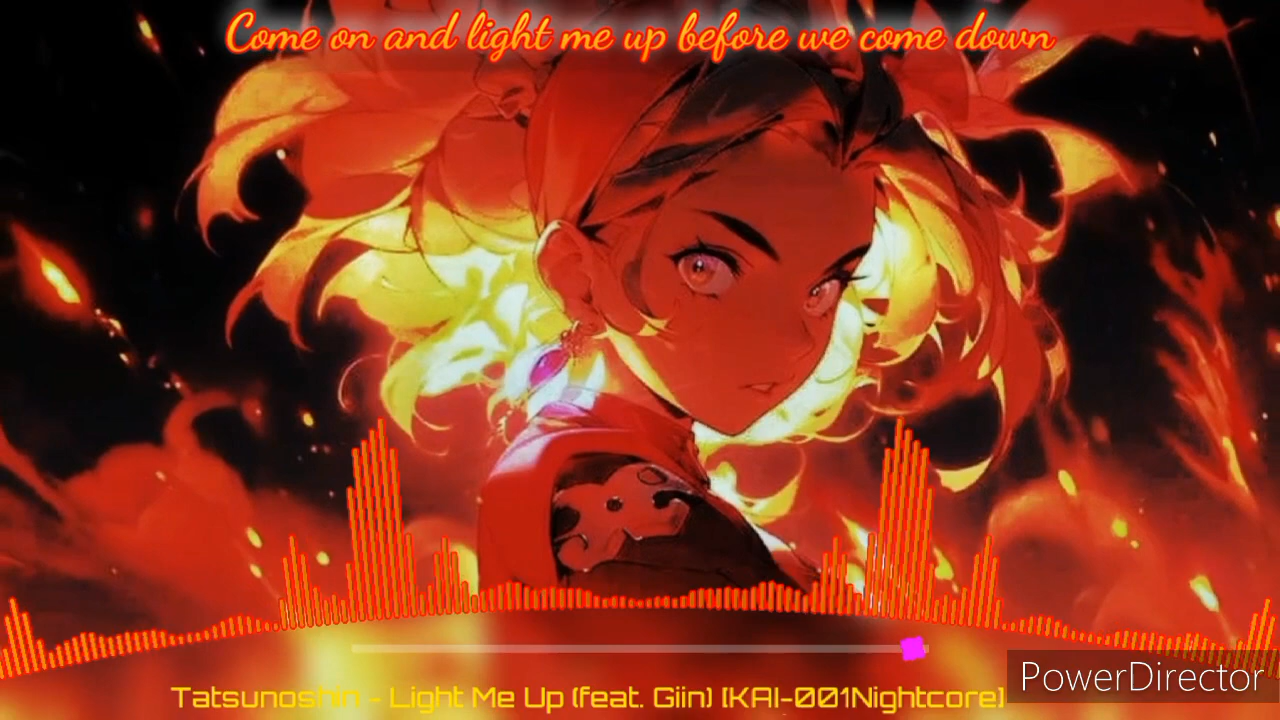 Come on and light me up before we come down
Tatsunoshin - Light Me Up (feat. Giin) [KAI-001Nightcore]
PowerDirector